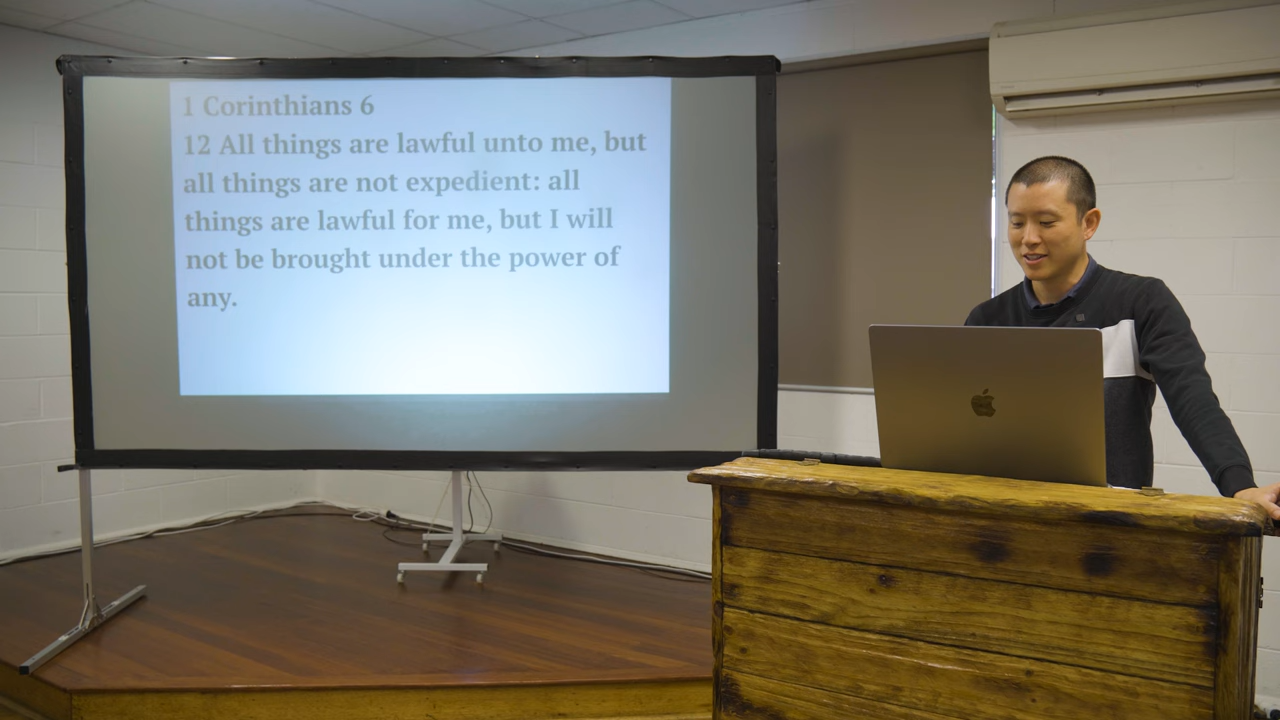 1 Corinthians 6
12 All things are lawful unto me, but
all things are not expedient: all
things are lawful for me, but I will
not be brought under the power of
any.